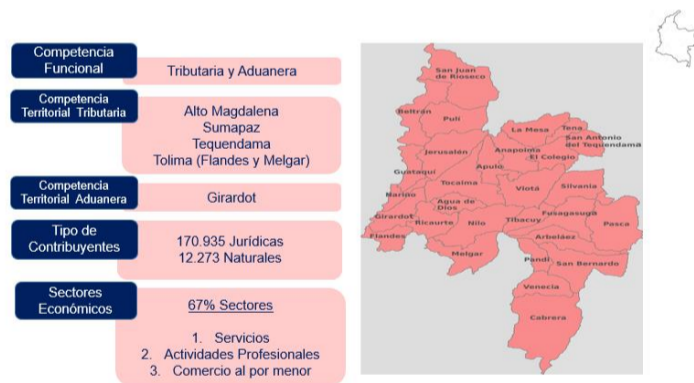 Competencia
Funcional
Tributaria y Aduanera
Competencia
Territorial Tributaria
Alto Magdalena
Sumapaz
Tequendama
Tolima (Flandes y Melgar)
Competencia
Territorial Aduanera
Girardot
Tipo de
Contribuyentes
170.935 Jurídicas
12.273 Naturales
Sectores
Económicos
67% Sectores
1. Servicios
2. Actividades Profesionales
3. Comercio al por menor
San Juan
de Rioseco
Beltrán
Pulí
La Mesa
Tena
San Antonio
del Tequendamá
Jerusalén
Anapoima
El Colegio
Apulo
Guataquí
Tocaima
Viotá
Silvania
Nariño
Agua de
Dios
Girardot
Ricaurte
Nilo
Tibacuy
Fusagasugá
Pasca
Flandes
Arbeláez
Melgar
Pandi
San Bernardo
Venecia
Cabrera